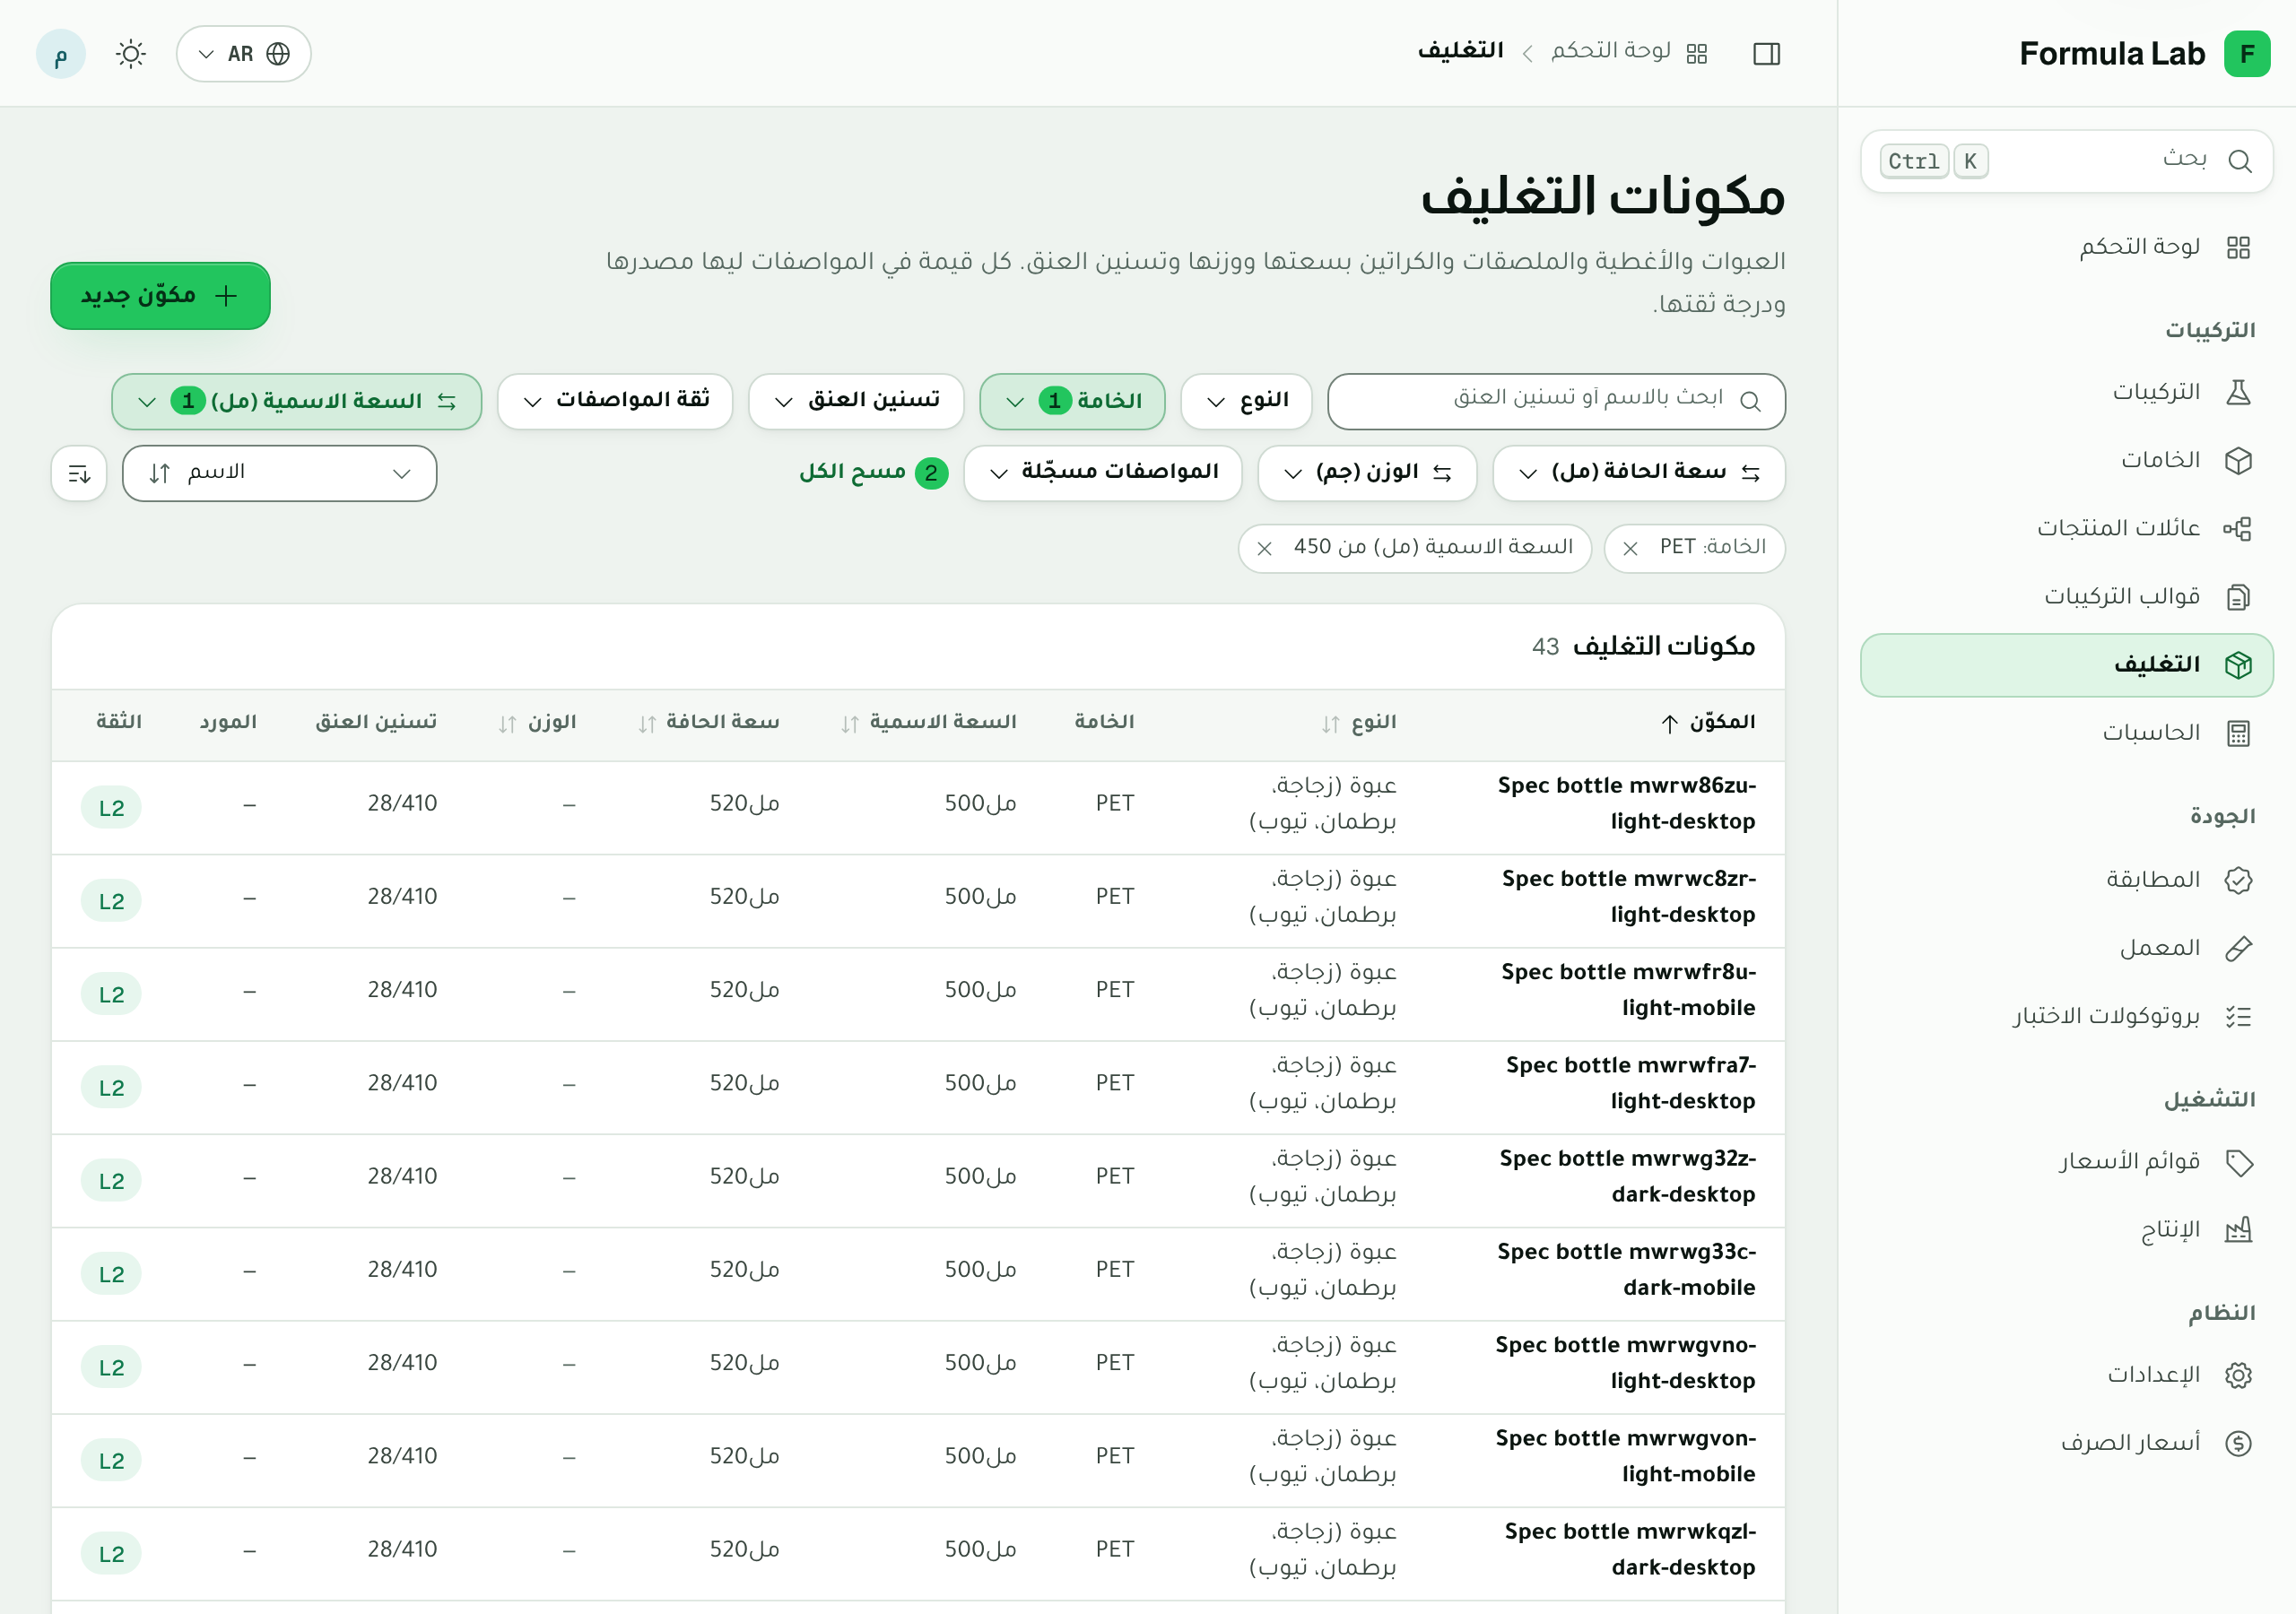 F Formula Lab
لوحة التحكم
التغليف
AR
م
بحث
Ctrl K
لوحة التحكم
التركيبات
التركيبات
الخامات
عائلات المنتجات
قوالب التركيبات
التغليف
الحاسبات
الجودة
المطابقة
المعمل
بروتوكولات الاختبار
التشغيل
قوائم الأسعار
الإنتاج
النظام
الإعدادات
أسعار الصرف
مكونات التغليف
العبوات والأغطية والملصقات والكراتين بسعتها ووزنها وتسنين العنق. كل قيمة في المواصفات ليها مصدرها
ودرجة ثقتها.
مكوّن جديد
ابحث بالاسم أو تسنين العنق
النوع
الخامة 1
تسنين العنق
ثقة المواصفات
السعة الاسمية (مل) 1
سعة الحافة (مل)
الوزن (جم)
المواصفات مسجّلة
2 مسح الكل
الاسم
الخامة: PET
السعة الاسمية (مل) من 450
مكونات التغليف 43
المكوّن النوع الخامة السعة الاسمية سعة الحافة الوزن تسنين العنق المورد الثقة
Spec bottle mwrw86zu-
light-desktop
عبوة (زجاجة،
برطمان، تيوب)
PET
500مل
520مل
–
28/410
–
L2
Spec bottle mwrwc8zr-
light-desktop
عبوة (زجاجة،
برطمان، تيوب)
PET
500مل
520مل
–
28/410
–
L2
Spec bottle mwrwfr8u-
light-mobile
عبوة (زجاجة،
برطمان، تيوب)
PET
500مل
520مل
–
28/410
–
L2
Spec bottle mwrwfra7-
light-desktop
عبوة (زجاجة،
برطمان، تيوب)
PET
500مل
520مل
–
28/410
–
L2
Spec bottle mwrwg32z-
dark-desktop
عبوة (زجاجة،
برطمان، تيوب)
PET
500مل
520مل
–
28/410
–
L2
Spec bottle mwrwg33c-
dark-mobile
عبوة (زجاجة،
برطمان، تيوب)
PET
500مل
520مل
–
28/410
–
L2
Spec bottle mwrwgvno-
light-desktop
عبوة (زجاجة،
برطمان، تيوب)
PET
500مل
520مل
–
28/410
–
L2
Spec bottle mwrwgvon-
light-mobile
عبوة (زجاجة،
برطمان، تيوب)
PET
500مل
520مل
–
28/410
–
L2
Spec bottle mwrwkqzl-
dark-desktop
عبوة (زجاجة،
برطمان، تيوب)
PET
500مل
520مل
–
28/410
–
L2